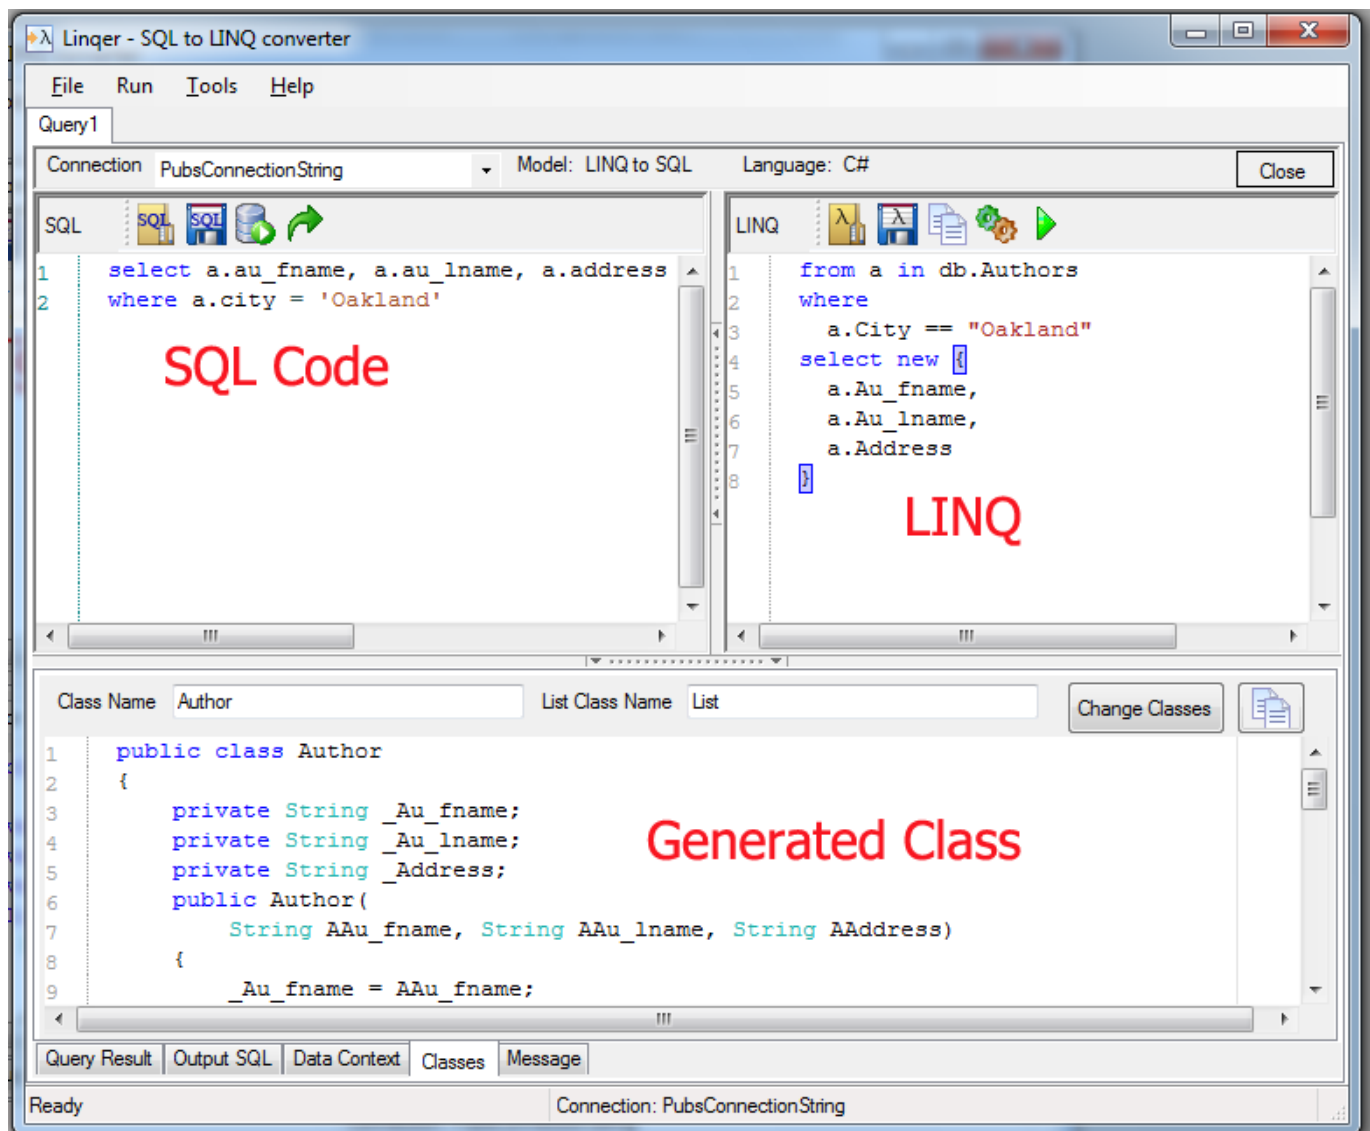 Linqer - SQL to LINQ converter
File Run Tools Help
Query1
Connection PubsConnectionString Model: LINQ to SQL Language: C# Close
SQL
SQL SQL
1 select a.au_fname, a.au_lname, a.address
2 where a.city = 'Oakland'
SQL Code
LINQ
λ λ
1 from a in db.Authors
2 where
3 a.City == "Oakland"
4 select new {
5 a.Au_fname,
6 a.Au_lname,
7 a.Address
8 }
LINQ
Class Name Author List Class Name List Change Classes
1 public class Author
2 {
3 private String _Au_fname;
4 private String _Au_lname;
5 private String _Address;
6 public Author(
7 String AAu_fname, String AAu_lname, String AAddress)
8 {
9 _Au_fname = AAu_fname;
Generated Class
Query Result Output SQL Data Context Classes Message
Ready Connection: PubsConnectionString